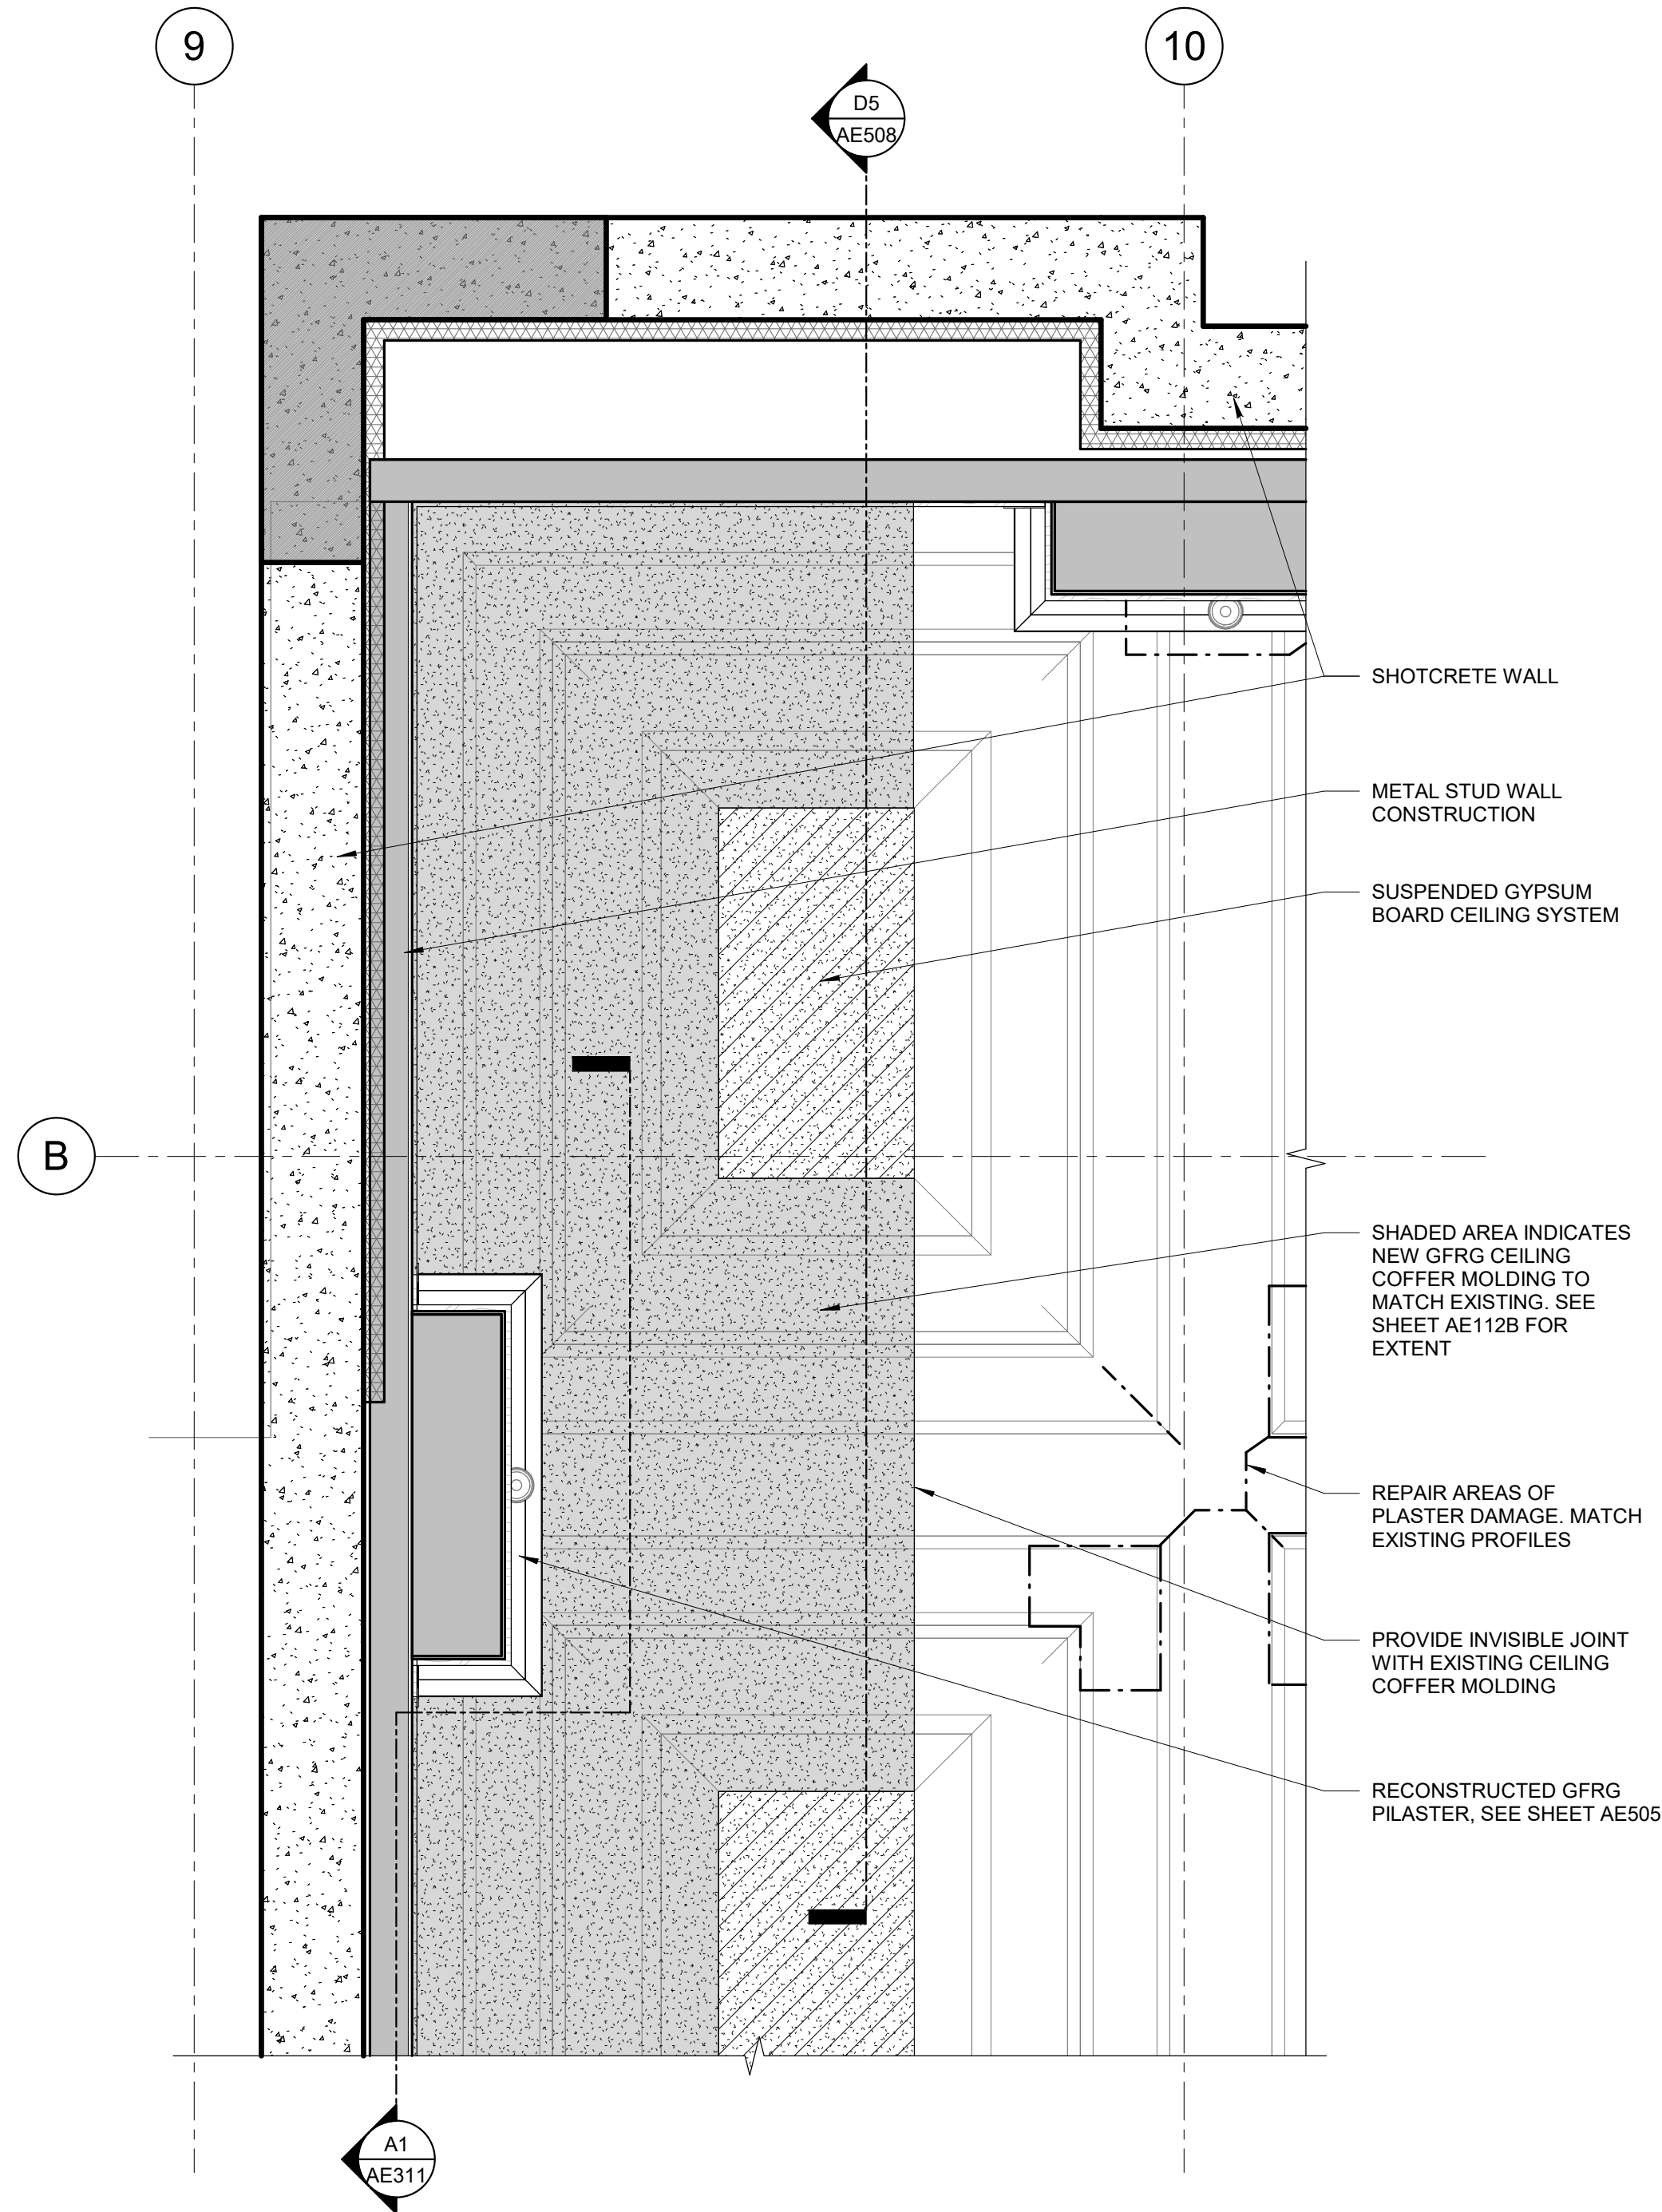 9
10
D5
AE508
SHOTCRETE WALL
METAL STUD WALL
CONSTRUCTION
SUSPENDED GYPSUM
BOARD CEILING SYSTEM
B
SHADED AREA INDICATES
NEW GFRG CEILING
COFFER MOLDING TO
MATCH EXISTING. SEE
SHEET AE112B FOR
EXTENT
REPAIR AREAS OF
PLASTER DAMAGE. MATCH
EXISTING PROFILES
PROVIDE INVISIBLE JOINT
WITH EXISTING CEILING
COFFER MOLDING
RECONSTRUCTED GFRG
PILASTER, SEE SHEET AE505
A1
AE311